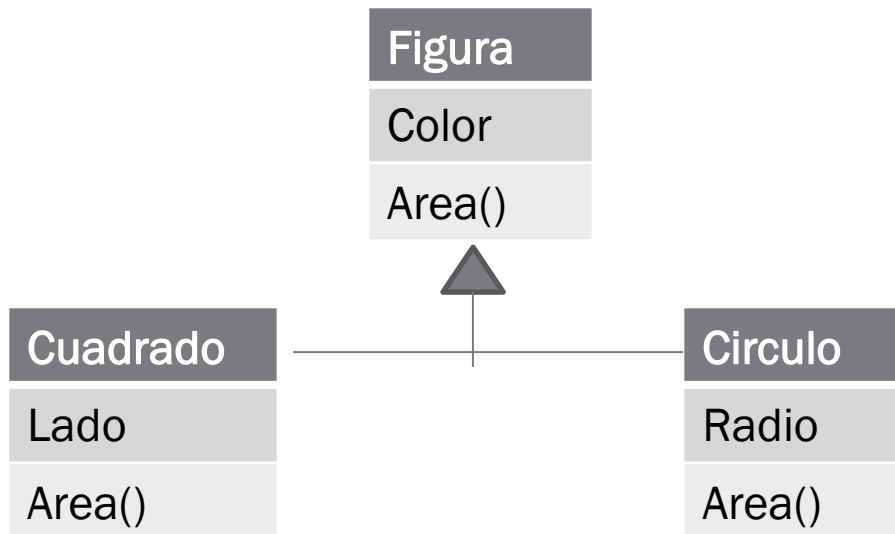 Figura
Color
Area()
Cuadrado
Lado
Area()
Circulo
Radio
Area()